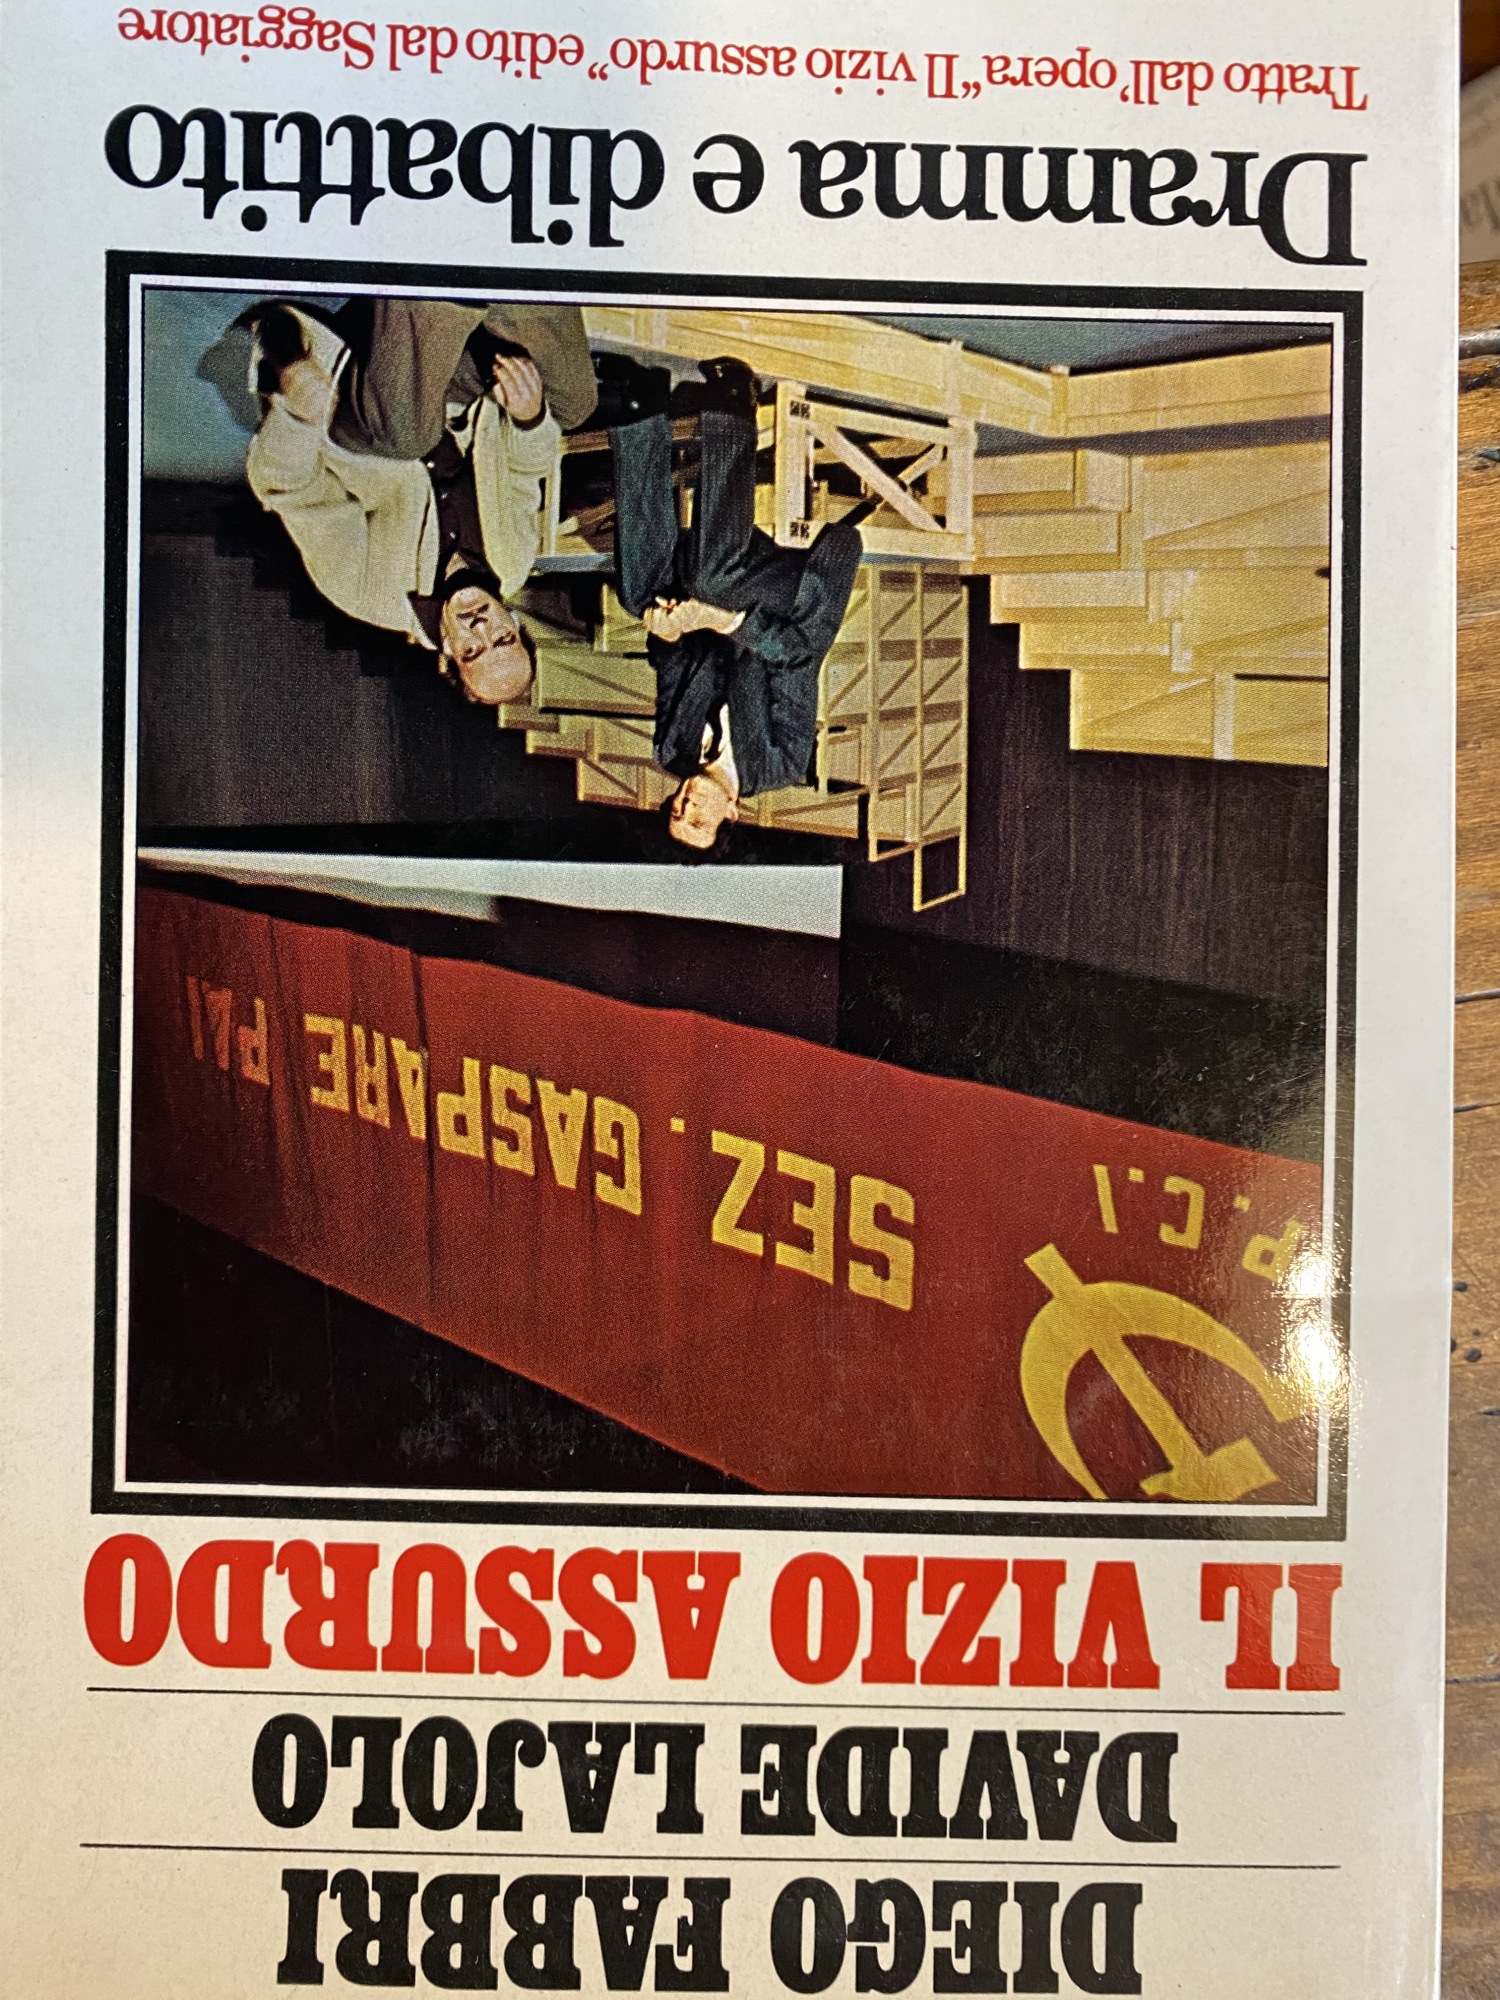 DIEGO FABBRI
DAVIDE LAJOLO
IL VIZIO ASSURDO
P.C.I
SEZ. GASPARE
Dramma e dibattito
Tratto dall'opera “Il vizio assurdo” edito dal Saggiatore